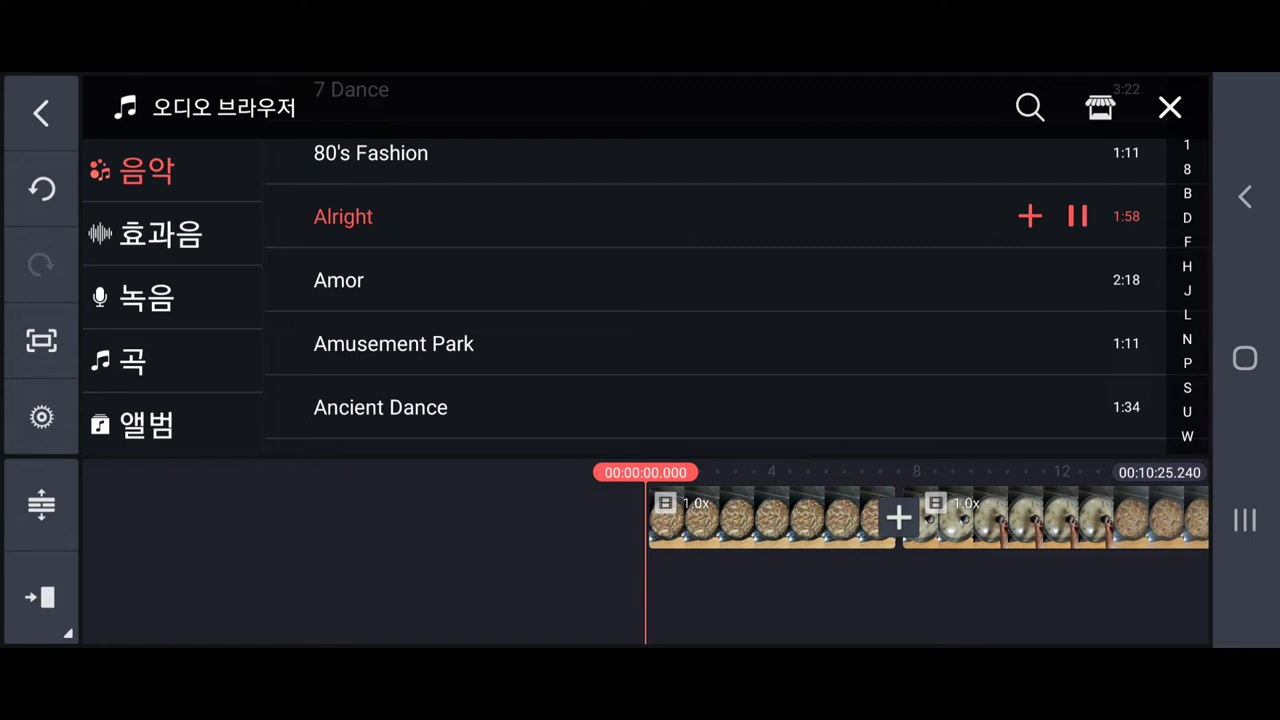 7 Dance 3:22
오디오 브라우저
음악
효과음
녹음
곡
앨범
80's Fashion 1:11
Alright 1:58
Amor 2:18
Amusement Park 1:11
Ancient Dance 1:34
1
8
B
D
F
H
J
L
N
P
S
U
W
00:00:00.000 4 8 12 00:10:25.240
1.0x 1.0x